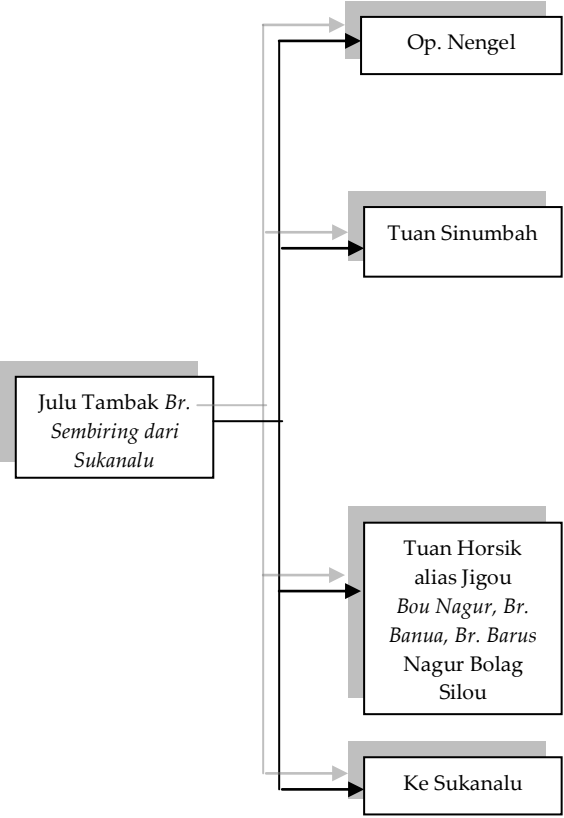 Op. Nengel
Tuan Sinumbah
Julu Tambak Br.
Sembiring dari
Sukanalu
Tuan Horsik
alias Jigou
Bou Nagur, Br.
Banua, Br. Barus
Nagur Bolag
Silou
Ke Sukanalu